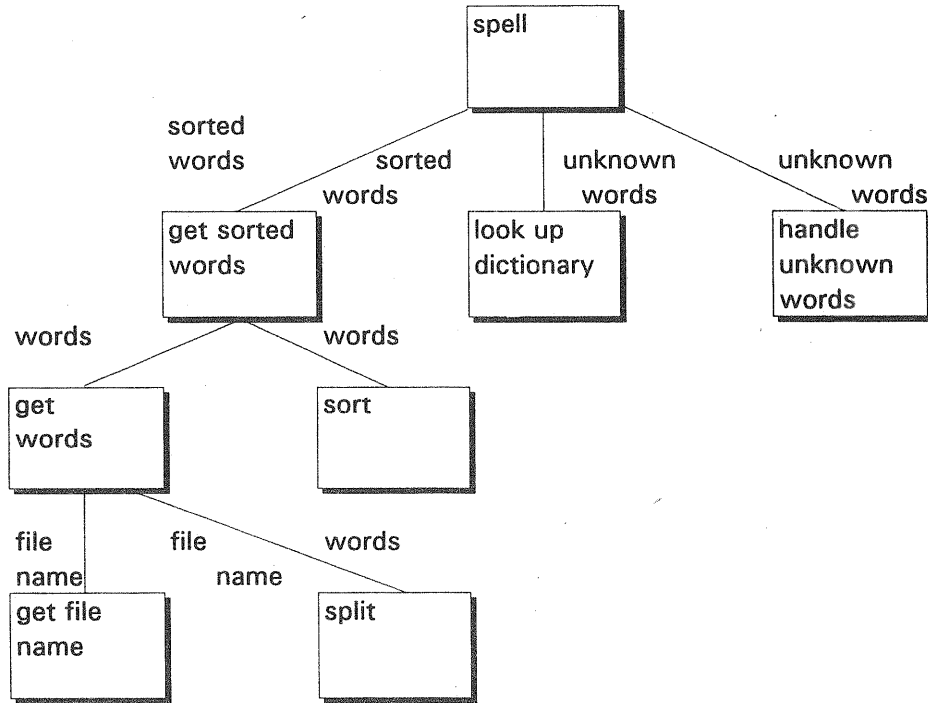 spell
sorted
words
sorted
words
unknown
words
unknown
words
get sorted
words
look up
dictionary
handle
unknown
words
words
words
get
words
sort
file
name
file
name
words
get file
name
split